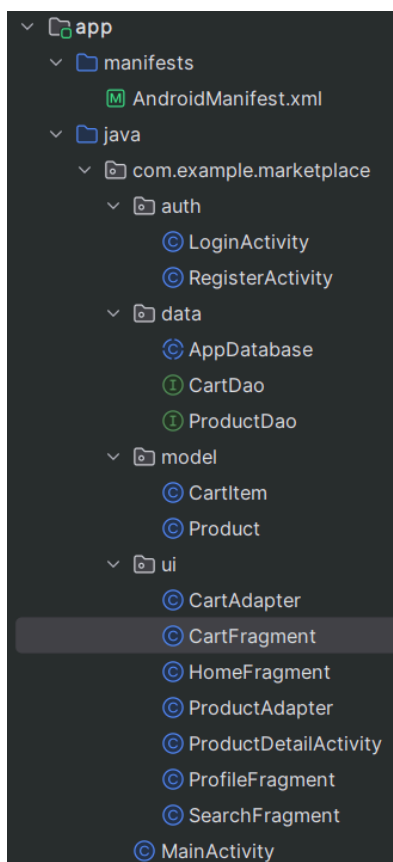 app
manifests
M AndroidManifest.xml
java
com.example.marketplace
auth
C LoginActivity
C RegisterActivity
data
C AppDatabase
I CartDao
I ProductDao
model
C CartItem
C Product
ui
C CartAdapter
C CartFragment
C HomeFragment
C ProductAdapter
C ProductDetailActivity
C ProfileFragment
C SearchFragment
C MainActivity